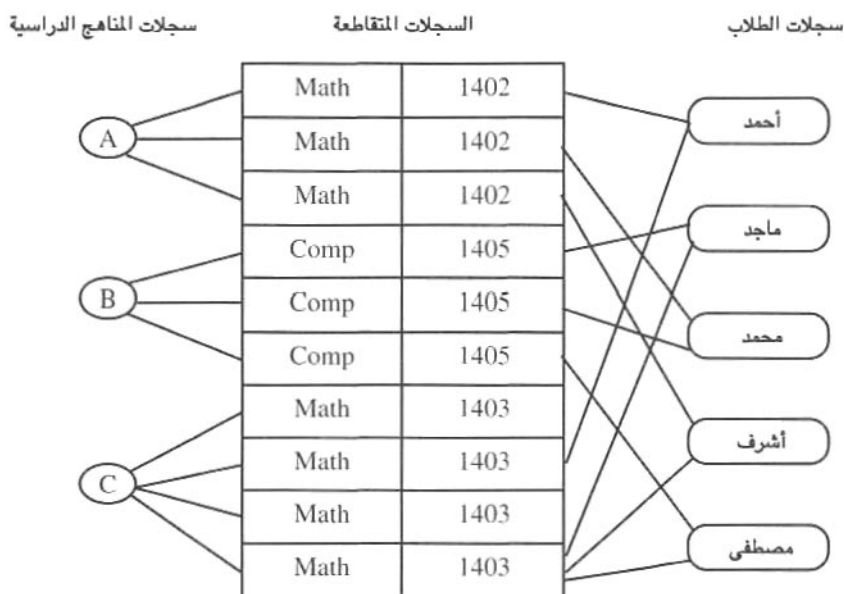 سجلات الطلاب السجلات المتقاطعة سجلات المناهج الدراسية
Math 1402
Math 1402
Math 1402
Comp 1405
Comp 1405
Comp 1405
Math 1403
Math 1403
Math 1403
Math 1403
A
B
C
أحمد
ماجد
محمد
أشرف
مصطفى